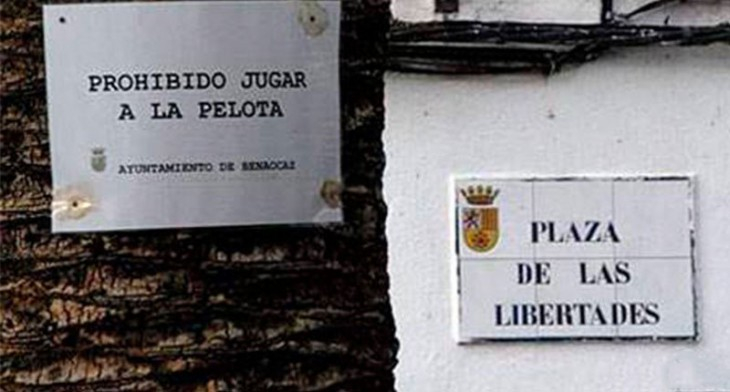 PROHIBIDO JUGAR
A LA PELOTA
AYUNTAMIENTO DE BENAOCAZ
PLAZA
DE LAS
LIBERTADES